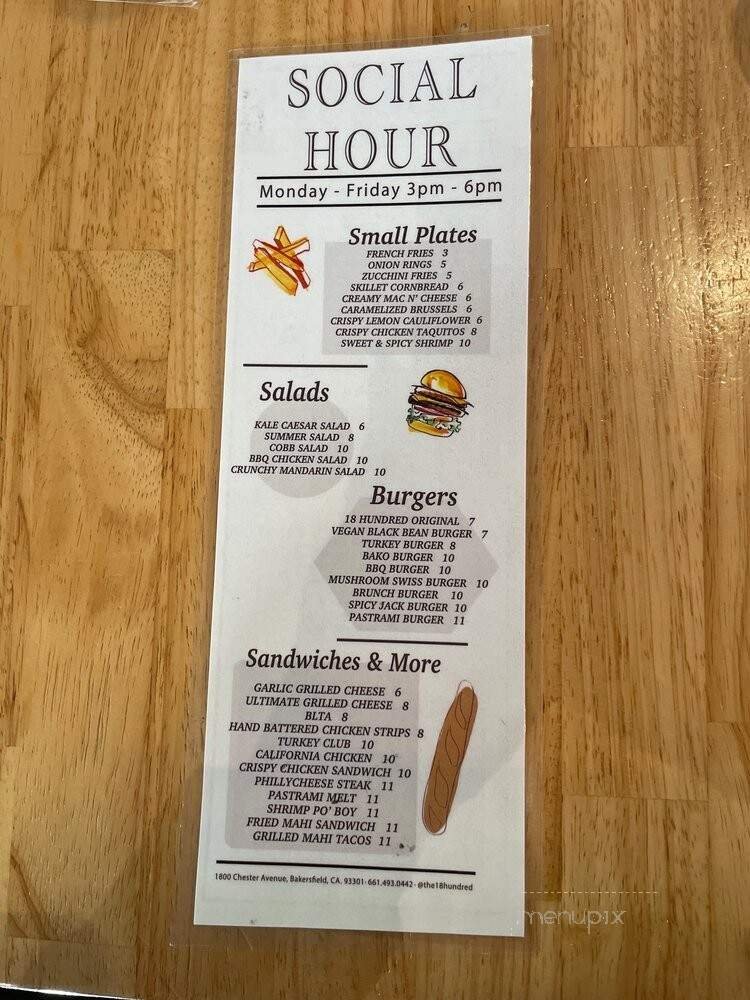 SOCIAL
HOUR
Monday - Friday 3pm - 6pm
Small Plates
FRENCH FRIES 3
ONION RINGS 5
ZUCCHINI FRIES 5
SKILLET CORNBREAD 6
CREAMY MAC N' CHEESE 6
CARAMELIZED BRUSSELS 6
CRISPY LEMON CAULIFLOWER 6
CRISPY CHICKEN TAQUITOS 8
SWEET & SPICY SHRIMP 10
Salads
KALE CAESAR SALAD 6
SUMMER SALAD 8
COBB SALAD 10
BBQ CHICKEN SALAD 10
CRUNCHY MANDARIN SALAD 10
Burgers
18 HUNDRED ORIGINAL 7
VEGAN BLACK BEAN BURGER 7
TURKEY BURGER 8
BAKO BURGER 10
BBQ BURGER 10
MUSHROOM SWISS BURGER 10
BRUNCH BURGER 10
SPICY JACK BURGER 10
PASTRAMI BURGER 11
Sandwiches & More
GARLIC GRILLED CHEESE 6
ULTIMATE GRILLED CHEESE 8
BLTA 8
HAND BATTERED CHICKEN STRIPS 8
TURKEY CLUB 10
CALIFORNIA CHICKEN 10
CRISPY CHICKEN SANDWICH 10
PHILLYCHEESE STEAK 11
PASTRAMI MELT 11
SHRIMP PO' BOY 11
FRIED MAHI SANDWICH 11
GRILLED MAHI TACOS 11
1800 Chester Avenue, Bakersfield, CA. 93301· 661.493.0442 · @the18hundred
menupix